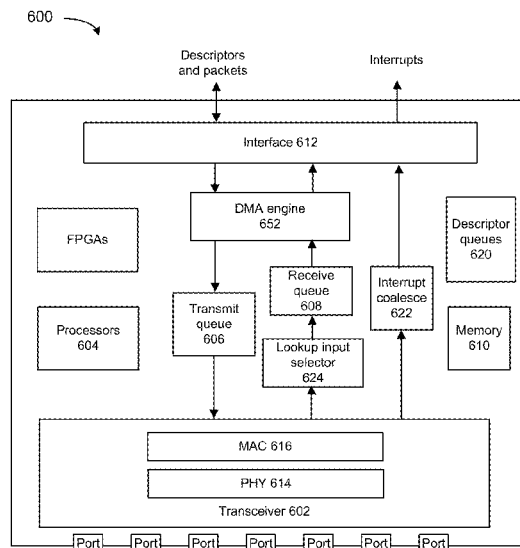 600
Descriptors
and packets
Interrupts
Interface 612
DMA engine
652
FPGAs
Descriptor
queues
620
Receive
queue
608
Transmit
queue
606
Interrupt
coalesce
622
Processors
604
Memory
610
Lookup input
selector
624
MAC 616
PHY 614
Transceiver 602
Port Port Port Port Port Port Port